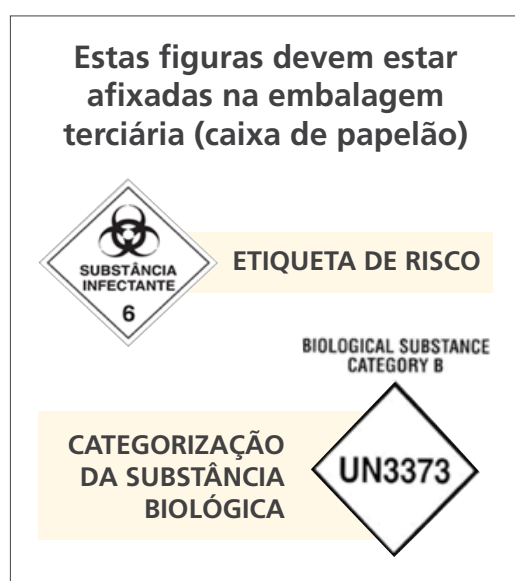 Estas figuras devem estar
afixadas na embalagem
terciária (caixa de papelão)
SUBSTÂNCIA
INFECTANTE
6
ETIQUETA DE RISCO
BIOLOGICAL SUBSTANCE
CATEGORY B
CATEGORIZAÇÃO
DA SUBSTÂNCIA
BIOLÓGICA
UN3373